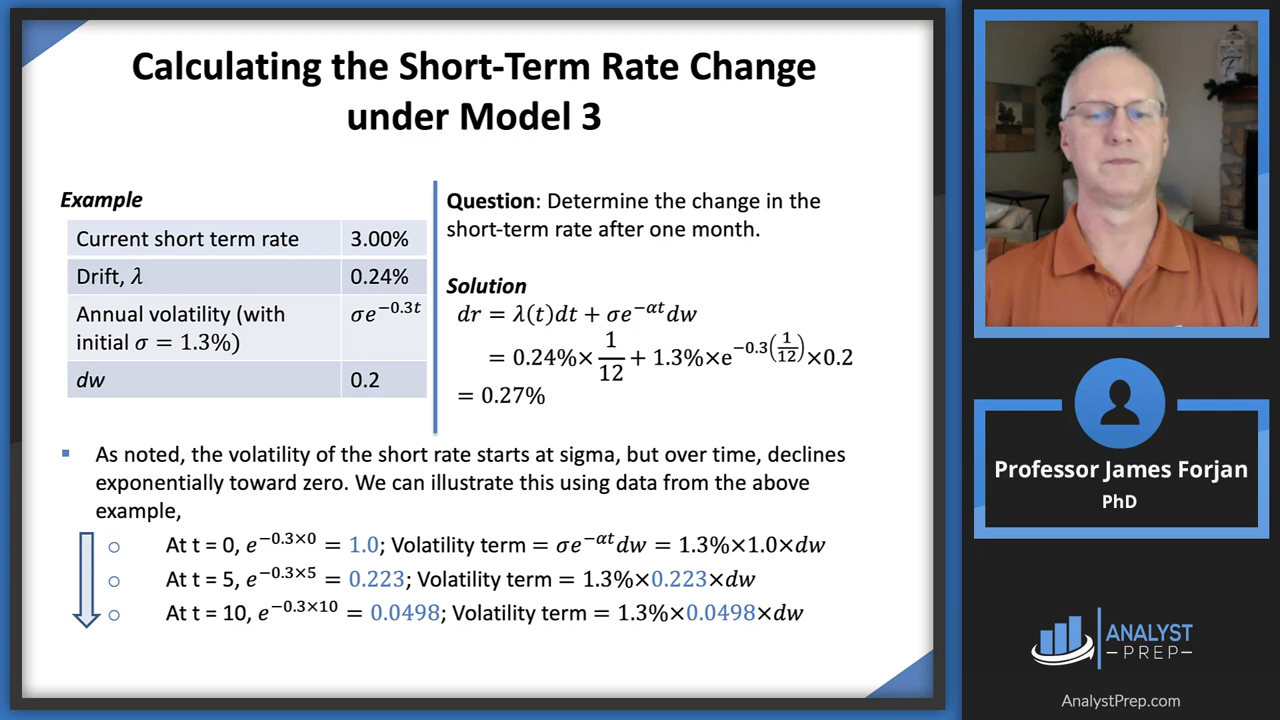 Calculating the Short-Term Rate Change
under Model 3
Example
Current short term rate 3.00%
Drift, λ 0.24%
Annual volatility (with
initial σ = 1.3%) σe^−0.3t
dw 0.2
Question: Determine the change in the
short-term rate after one month.
Solution
dr = λ(t)dt + σe^−αt dw
= 0.24%×1/12 + 1.3%×e^−0.3(1/12)×0.2
= 0.27%
▪ As noted, the volatility of the short rate starts at sigma, but over time, declines
exponentially toward zero. We can illustrate this using data from the above
example,
○ At t = 0, e^−0.3×0 = 1.0; Volatility term = σe^−αt dw = 1.3%×1.0×dw
○ At t = 5, e^−0.3×5 = 0.223; Volatility term = 1.3%×0.223×dw
○ At t = 10, e^−0.3×10 = 0.0498; Volatility term = 1.3%×0.0498×dw
Professor James Forjan
PhD
ANALYST
PREP
AnalystPrep.com